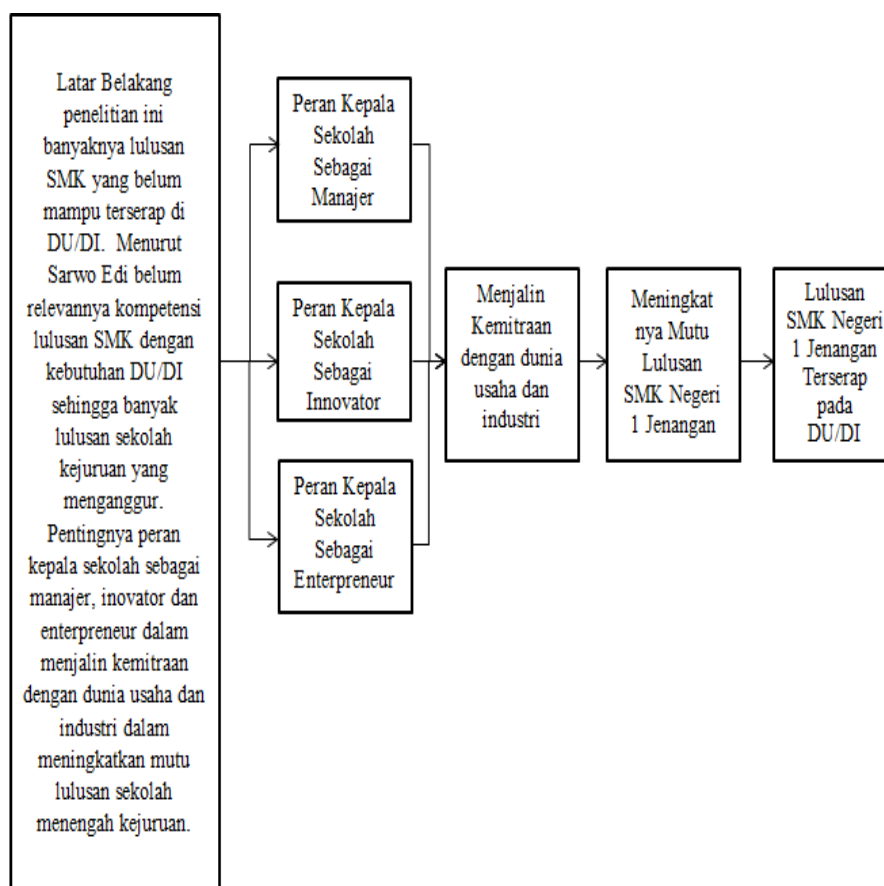 Latar Belakang
penelitian ini
banyaknya lulusan
SMK yang belum
mampu terserap di
DU/DI.  Menurut
Sarwo Edi belum
relevannya kompetensi
lulusan SMK dengan
kebutuhan DU/DI
sehingga banyak
lulusan sekolah
kejuruan yang
menganggur.
Pentingnya peran
kepala sekolah sebagai
manajer, inovator dan
enterpreneur dalam
menjalin kemitraan
dengan dunia usaha dan
industri dalam
meningkatkan mutu
lulusan sekolah
menengah kejuruan.
Peran Kepala
Sekolah
Sebagai
Manajer
Peran Kepala
Sekolah
Sebagai
Innovator
Peran Kepala
Sekolah
Sebagai
Enterpreneur
Menjalin
Kemitraan
dengan dunia
usaha dan
industri
Meningkat
nya Mutu
Lulusan
SMK Negeri
1 Jenangan
Lulusan
SMK Negeri
1 Jenangan
Terserap
pada
DU/DI